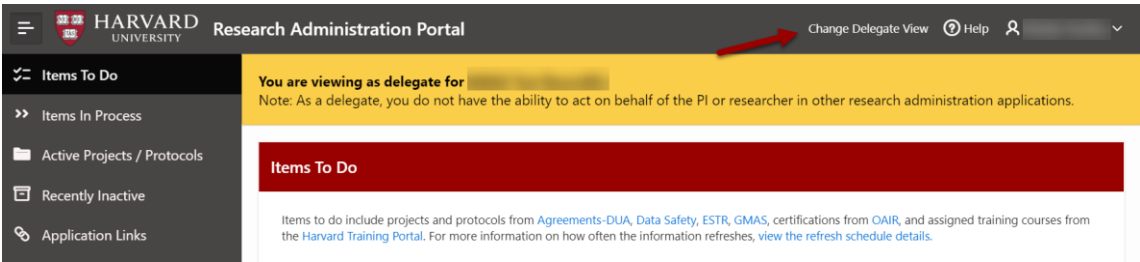 HARVARD
UNIVERSITY
Research Administration Portal
Change Delegate View
? Help
Items To Do
Items In Process
Active Projects / Protocols
Recently Inactive
Application Links
You are viewing as delegate for
Note: As a delegate, you do not have the ability to act on behalf of the PI or researcher in other research administration applications.
Items To Do
Items to do include projects and protocols from Agreements-DUA, Data Safety, ESTR, GMAS, certifications from OAIR, and assigned training courses from
the Harvard Training Portal. For more information on how often the information refreshes, view the refresh schedule details.